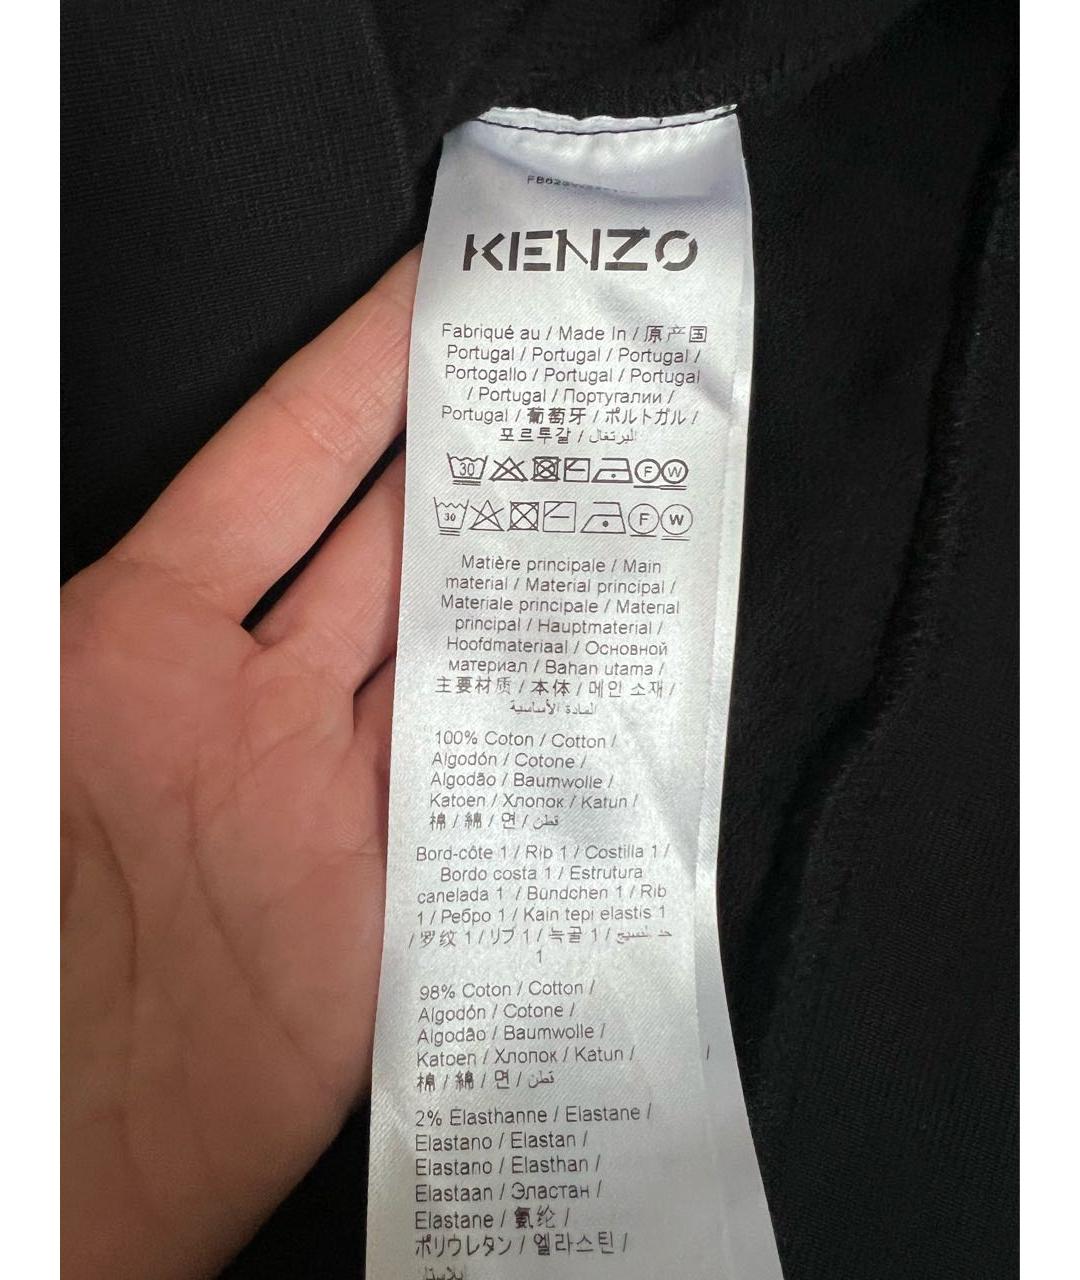 KENZO
Fabriqué au / Made In / 原产国
Portugal / Portugal / Portugal /
Portogallo / Portugal / Portugal
/ Portugal / Португалии /
Portugal / 葡萄牙 / ポルトガル /
포르투갈 / البرتغال
30 F W
30 F W
Matière principale / Main
material / Material principal /
Materiale principale / Material
principal / Hauptmaterial /
Hoofdmateriaal / Основной
материал / Bahan utama /
主要材质 / 本体 / 메인 소재 /
المادة الأساسية
100% Coton / Cotton /
Algodón / Cotone /
Algodão / Baumwolle /
Katoen / Хлопок / Katun /
棉 / 綿 / 면 / قطن
Bord-côte 1 / Rib 1 / Costilla 1 /
Bordo costa 1 / Estrutura
canelada 1 / Bündchen 1 / Rib
1 / Ребро 1 / Kain tepi elastis 1
/ 罗纹 1 / リブ 1 / 늑골 1 /
1
98% Coton / Cotton /
Algodón / Cotone /
Algodão / Baumwolle /
Katoen / Хлопок / Katun /
棉 / 綿 / 면 / قطن
2% Élasthanne / Elastane /
Elastano / Elastan /
Elastano / Elasthan /
Elastaan / Эластан /
Elastane / 氨纶 /
ポリウレタン / 엘라스틴 /